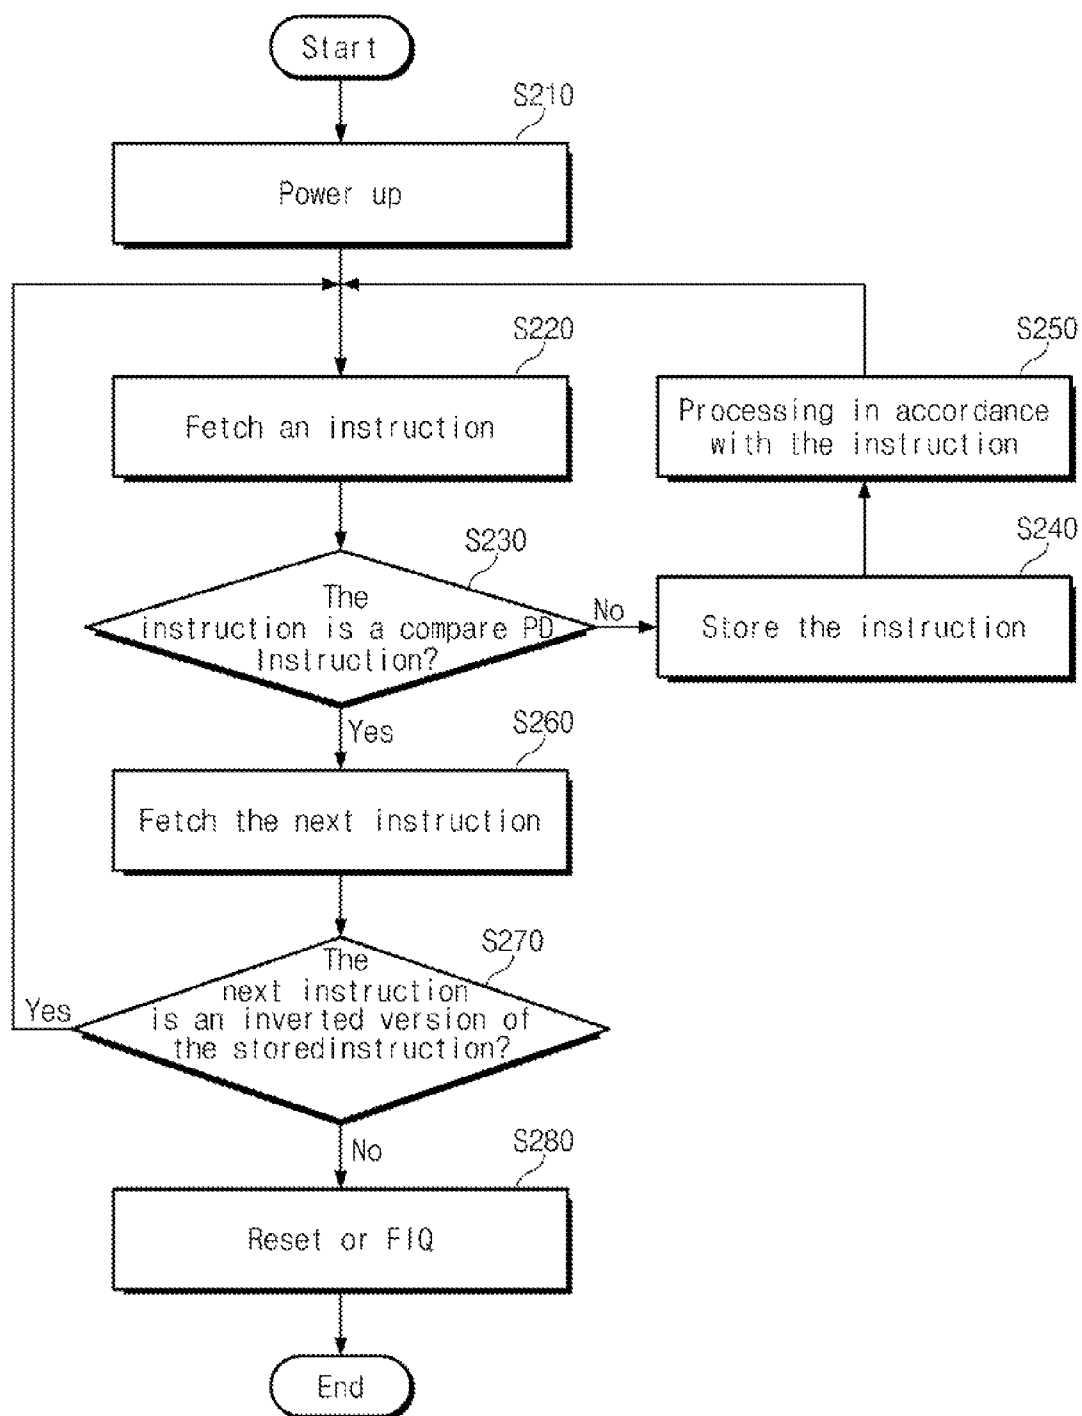 Start
S210
Power up
S220
Fetch an instruction
S250
Processing in accordance
with the instruction
S230
The
instruction is a compare PD
Instruction?
No
S240
Store the instruction
Yes
S260
Fetch the next instruction
S270
The
next instruction
is an inverted version of
the storedinstruction?
Yes
No
S280
Reset or FIQ
End